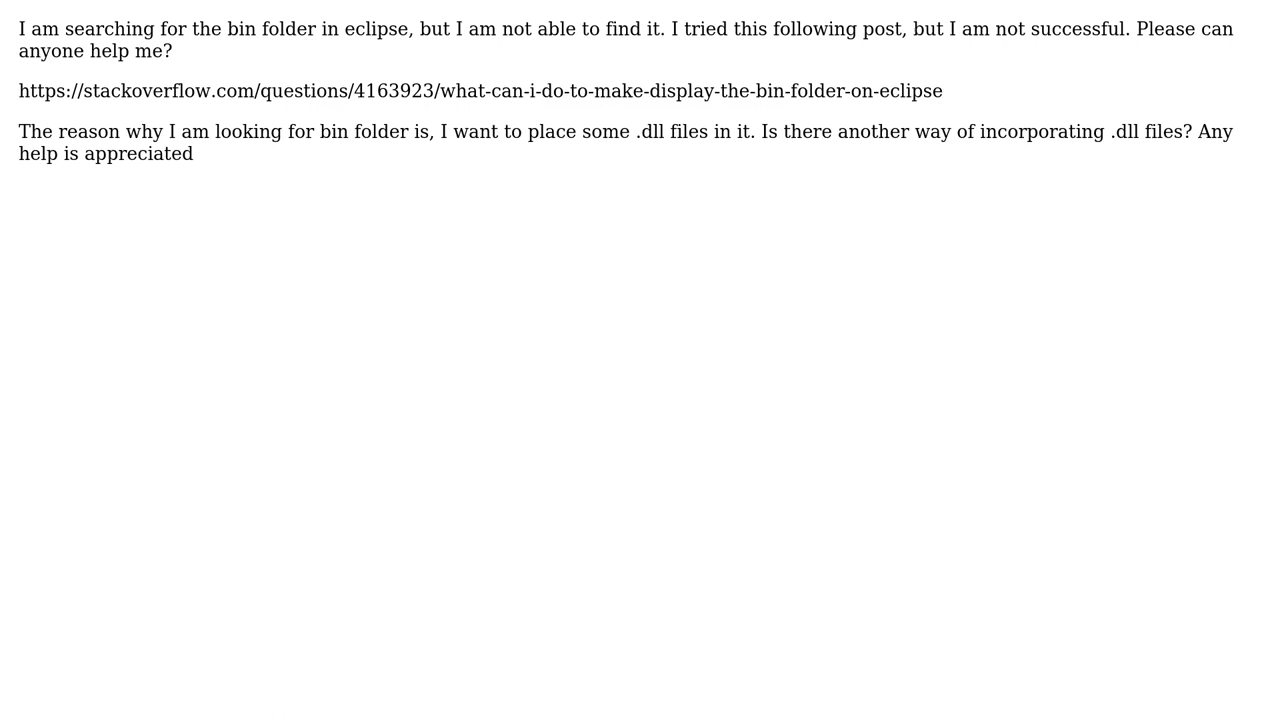 I am searching for the bin folder in eclipse, but I am not able to find it. I tried this following post, but I am not successful. Please can
anyone help me?
https://stackoverflow.com/questions/4163923/what-can-i-do-to-make-display-the-bin-folder-on-eclipse
The reason why I am looking for bin folder is, I want to place some .dll files in it. Is there another way of incorporating .dll files? Any
help is appreciated